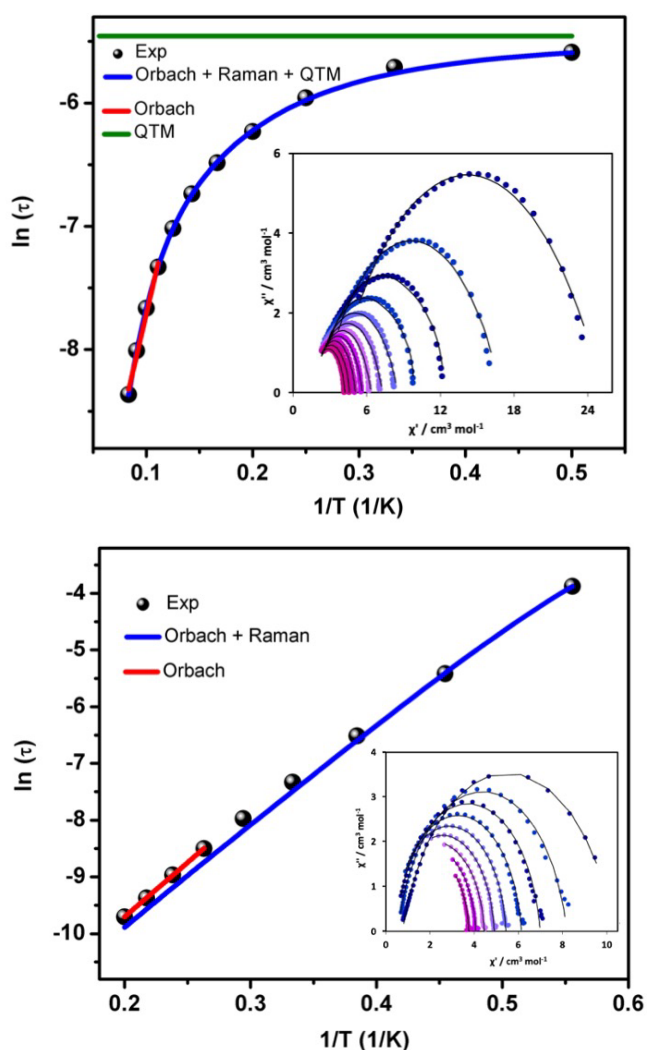 -6
-7
-8
ln (τ)
Exp
Orbach + Raman + QTM
Orbach
QTM
6
4
2
0
χ'' / cm³ mol⁻¹
0 6 12 18 24
χ' / cm³ mol⁻¹
0.1 0.2 0.3 0.4 0.5
1/T (1/K)
-4
-5
-6
-7
-8
-9
-10
ln (τ)
Exp
Orbach + Raman
Orbach
4
3
2
1
0
χ'' / cm³ mol⁻¹
0 2 4 6 8 10
χ' / cm³ mol⁻¹
0.2 0.3 0.4 0.5 0.6
1/T (1/K)